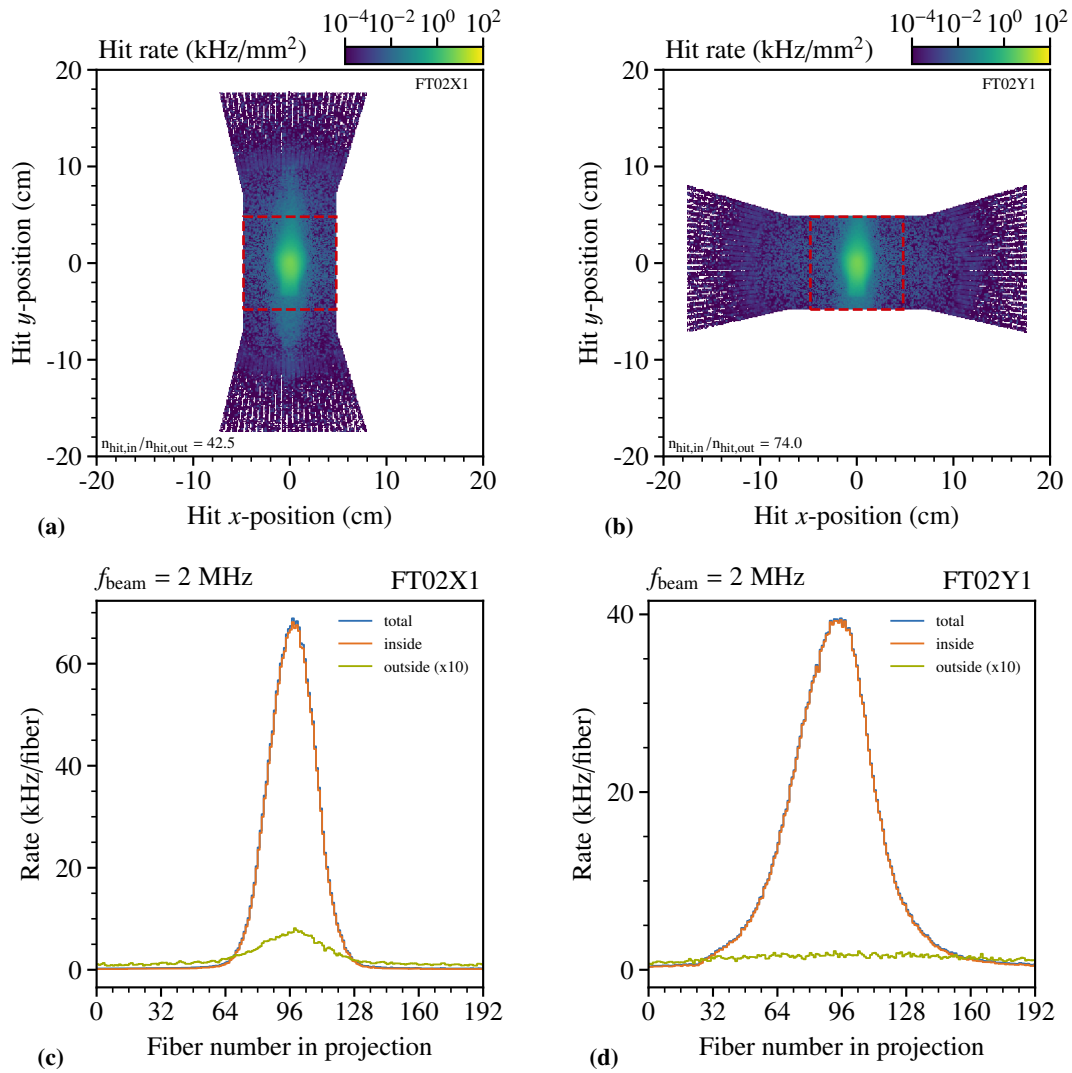 10⁻⁴ 10⁻² 10⁰ 10²
Hit rate (kHz/mm²)
FT02X1
20
10
0
-10
-20
Hit y-position (cm)
n_hit,in/n_hit,out = 42.5
-20 -10 0 10 20
Hit x-position (cm)
(a)
10⁻⁴ 10⁻² 10⁰ 10²
Hit rate (kHz/mm²)
FT02Y1
20
10
0
-10
-20
Hit y-position (cm)
n_hit,in/n_hit,out = 74.0
-20 -10 0 10 20
Hit x-position (cm)
(b)
f_beam = 2 MHz FT02X1
total
inside
outside (x10)
60
40
20
0
Rate (kHz/fiber)
0 32 64 96 128 160 192
Fiber number in projection
(c)
f_beam = 2 MHz FT02Y1
total
inside
outside (x10)
40
20
0
Rate (kHz/fiber)
0 32 64 96 128 160 192
Fiber number in projection
(d)